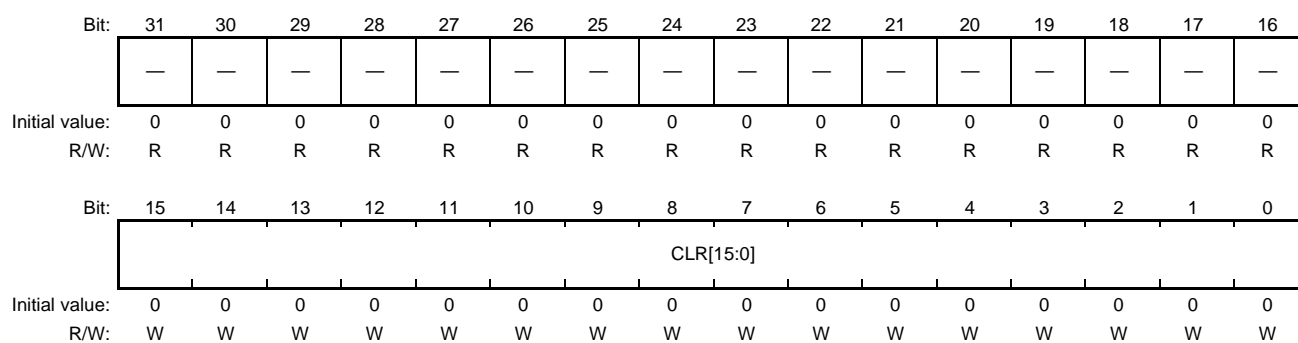 Bit: 31 30 29 28 27 26 25 24 23 22 21 20 19 18 17 16
— — — — — — — — — — — — — — — —
Initial value: 0 0 0 0 0 0 0 0 0 0 0 0 0 0 0 0
R/W: R R R R R R R R R R R R R R R R
Bit: 15 14 13 12 11 10 9 8 7 6 5 4 3 2 1 0
CLR[15:0]
Initial value: 0 0 0 0 0 0 0 0 0 0 0 0 0 0 0 0
R/W: W W W W W W W W W W W W W W W W